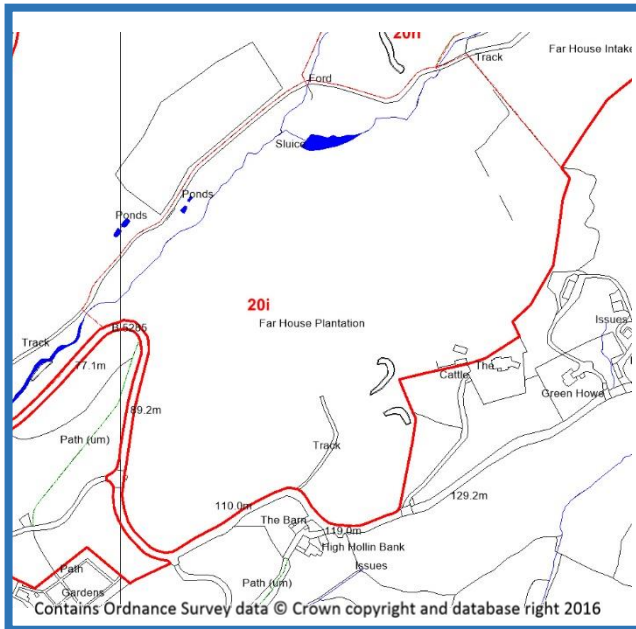 20h
Track
Far House Intake
Ford
Sluice
Ponds
Ponds
20i
Far House Plantation
B 5285
Track
77.1m
Issues
Cattle
The
Green Howe
89.2m
Path (um)
Track
129.2m
110.0m
The Barn
119.0m
High Hollin Bank
Issues
Path
Gardens
Path (um)
Contains Ordnance Survey data © Crown copyright and database right 2016